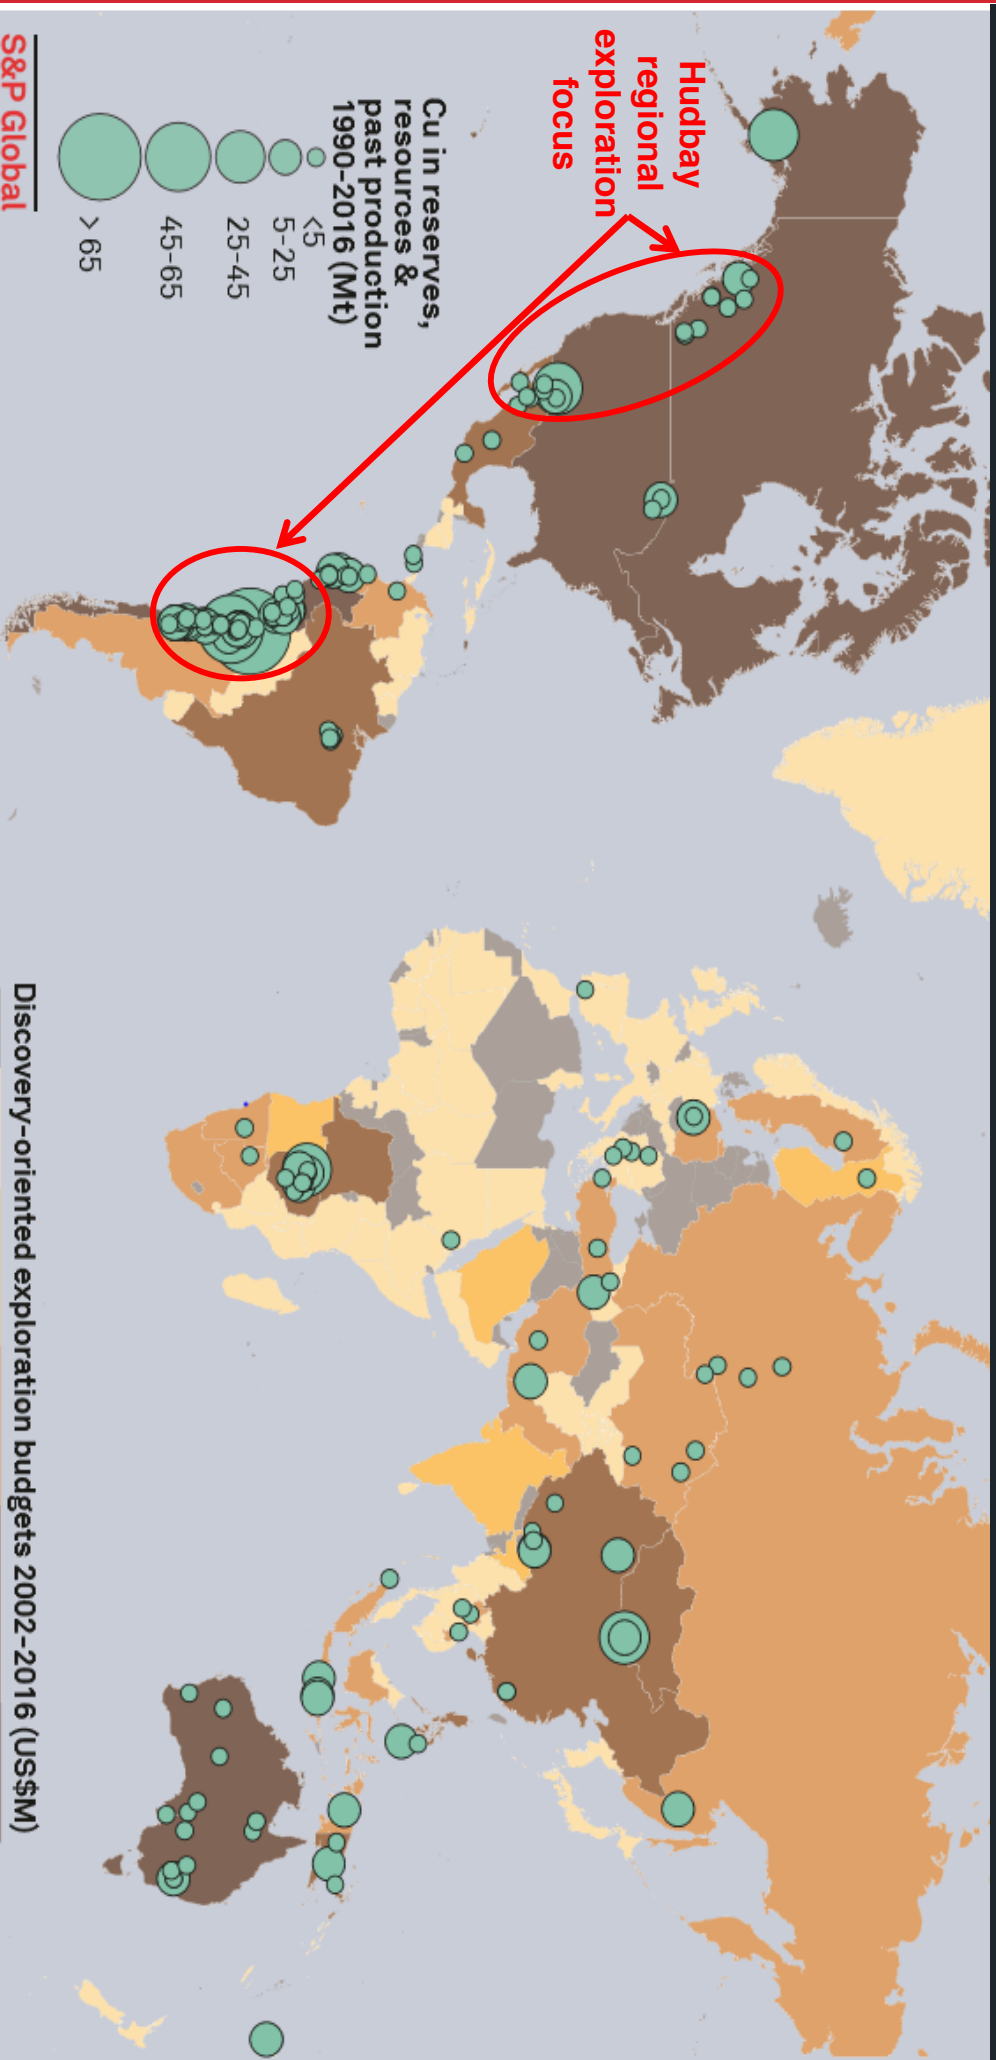 Hudbay
regional
exploration
focus
Cu in reserves,
resources &
past production
1990-2016 (Mt)
<5
5-25
25-45
45-65
> 65
S&P Global
Discovery-oriented exploration budgets 2002-2016 (US$M)